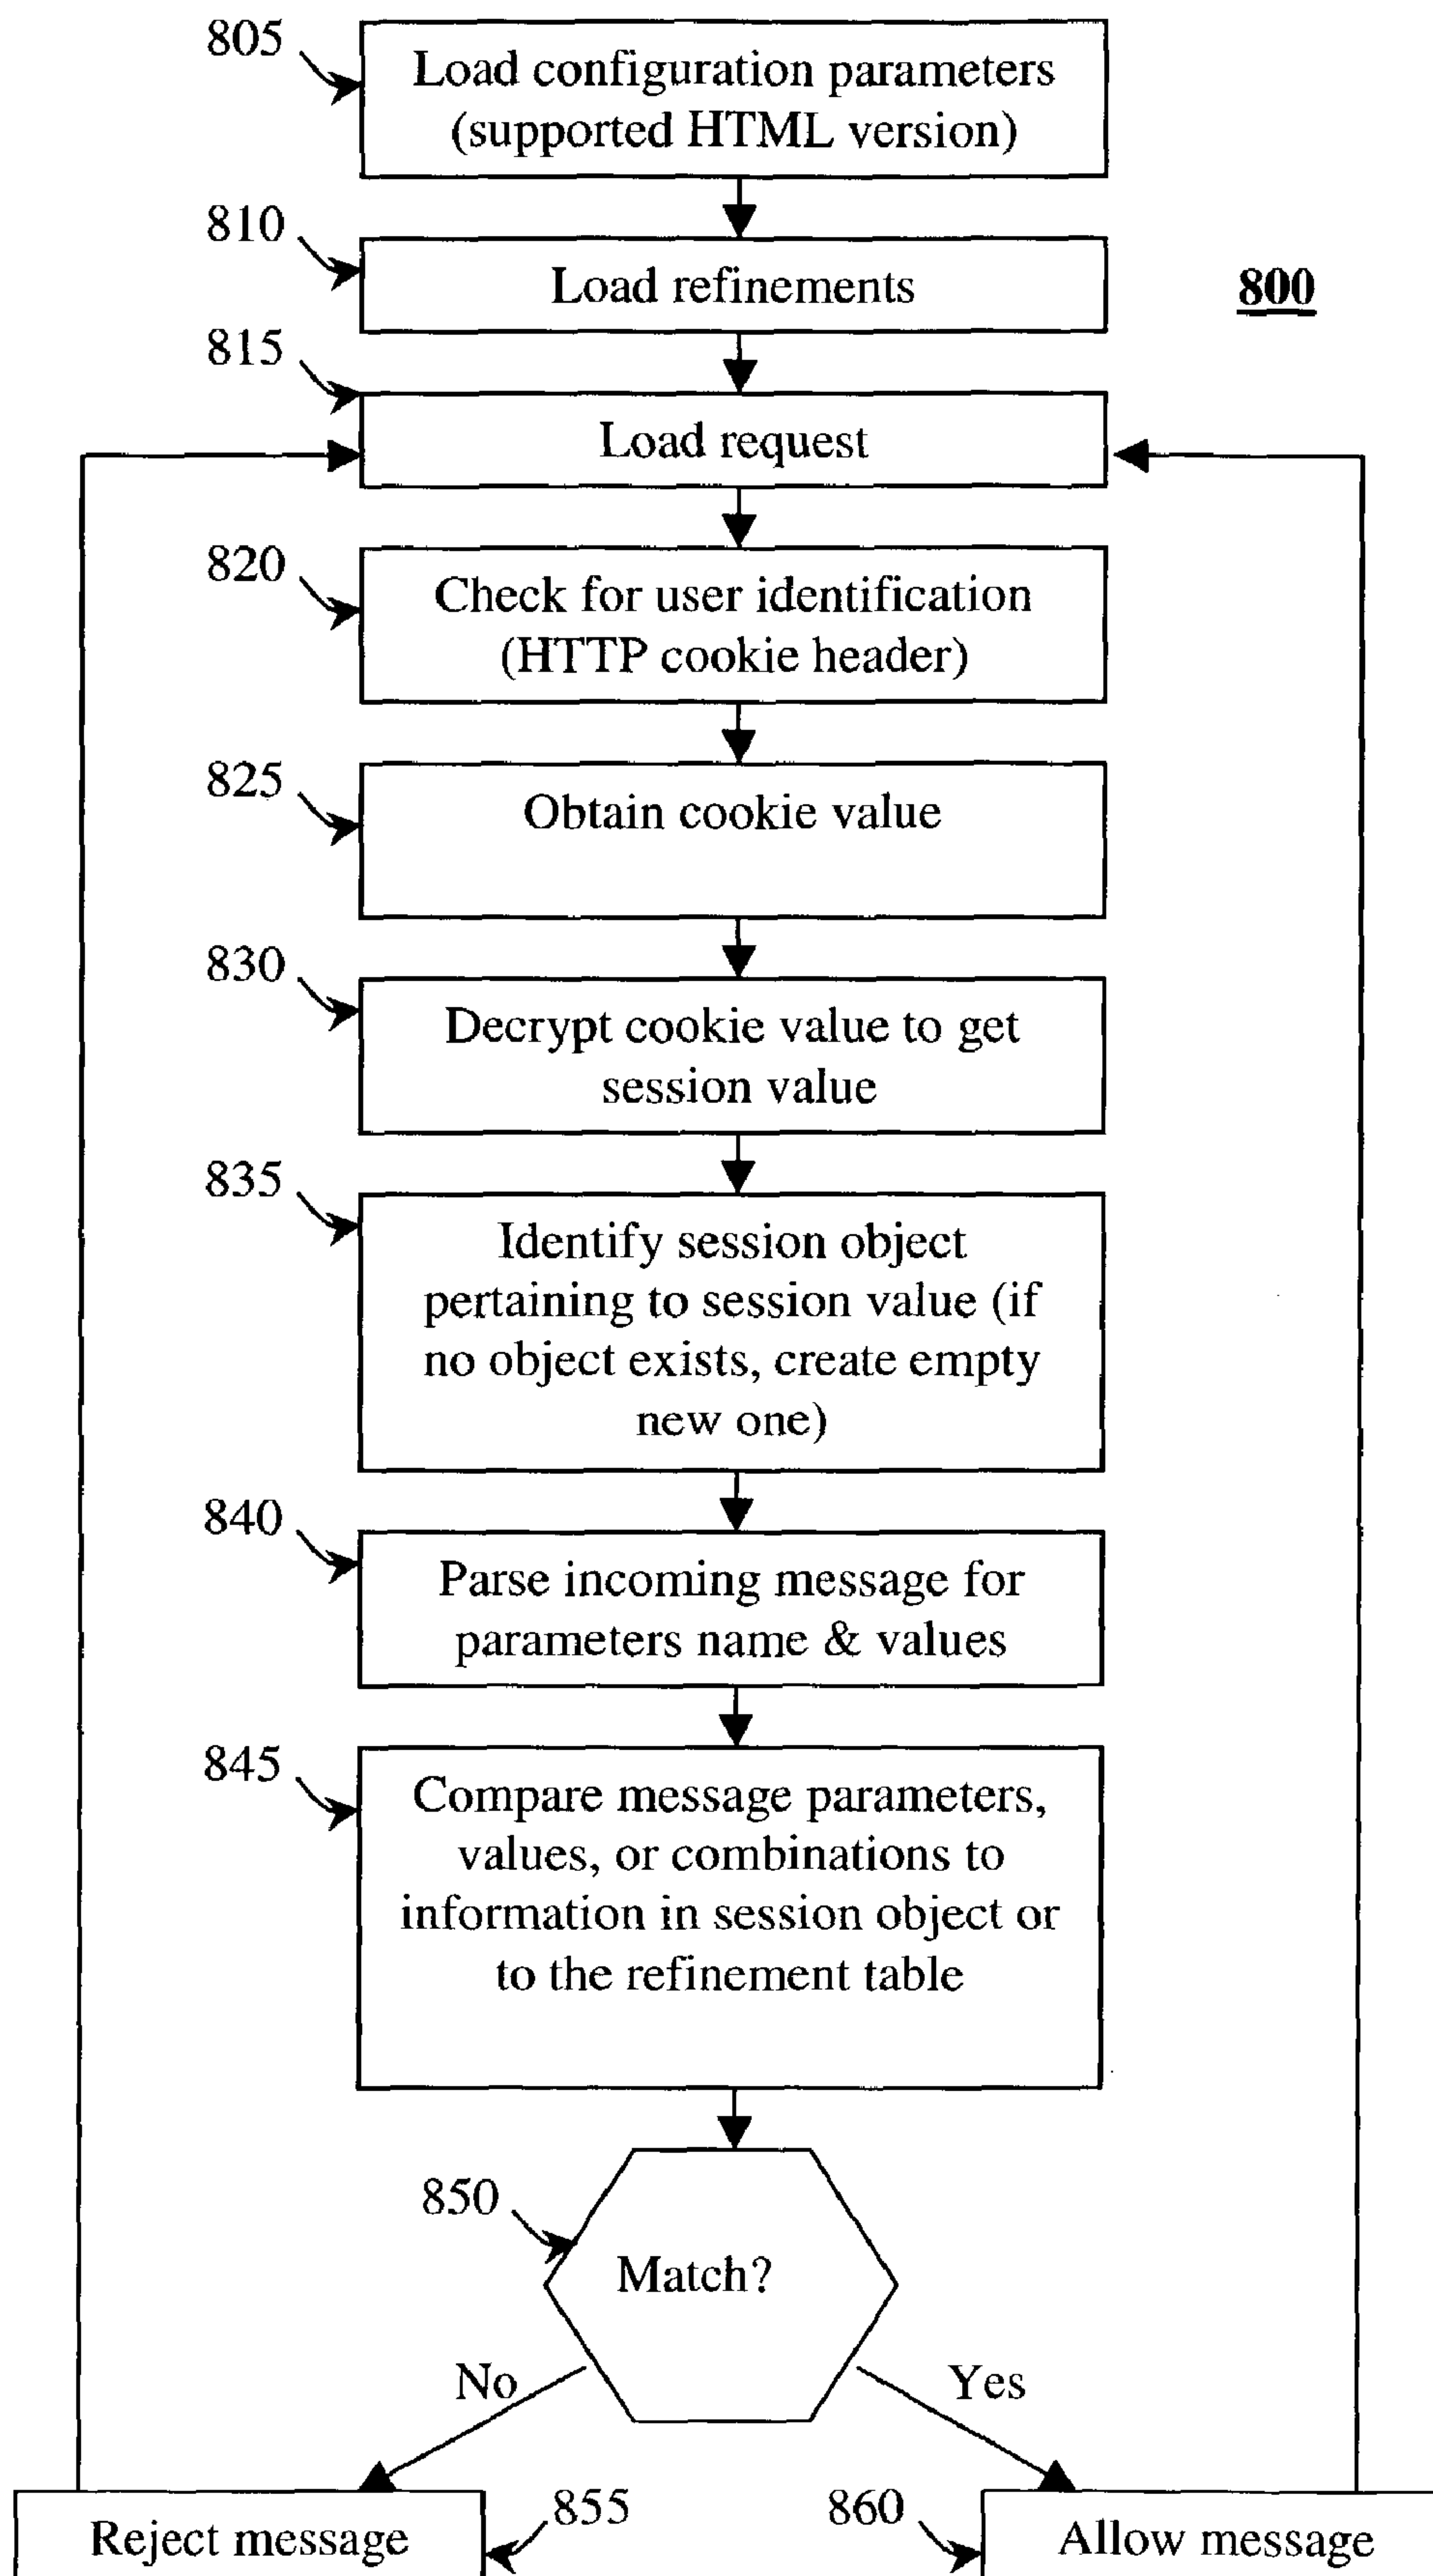 805
Load configuration parameters
(supported HTML version)
810
Load refinements
800
815
Load request
820
Check for user identification
(HTTP cookie header)
825
Obtain cookie value
830
Decrypt cookie value to get
session value
835
Identify session object
pertaining to session value (if
no object exists, create empty
new one)
840
Parse incoming message for
parameters name & values
845
Compare message parameters,
values, or combinations to
information in session object or
to the refinement table
850
Match?
No
Yes
Reject message
855
860
Allow message